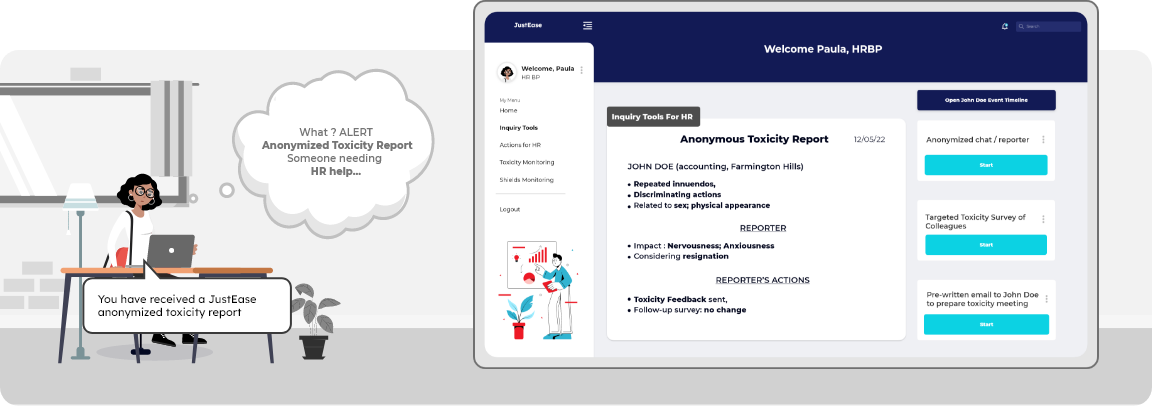 What ? ALERT
Anonymized Toxicity Report
Someone needing
HR help...
You have received a JustEase
anonymized toxicity report
JustEase
Search
Welcome Paula, HRBP
Welcome, Paula
HR BP
My Menu
Home
Inquiry Tools
Actions for HR
Toxicity Monitoring
Shields Monitoring
Logout
Inquiry Tools For HR
Anonymous Toxicity Report 12/05/22
JOHN DOE (accounting, Farmington Hills)
• Repeated innuendos,
• Discriminating actions
• Related to sex; physical appearance
REPORTER
• Impact : Nervousness; Anxiousness
• Considering resignation
REPORTER'S ACTIONS
• Toxicity Feedback sent,
• Follow-up survey: no change
Open John Doe Event Timeline
Anonymized chat / reporter
Start
Targeted Toxicity Survey of
Colleagues
Start
Pre-written email to John Doe
to prepare toxicity meeting
Start